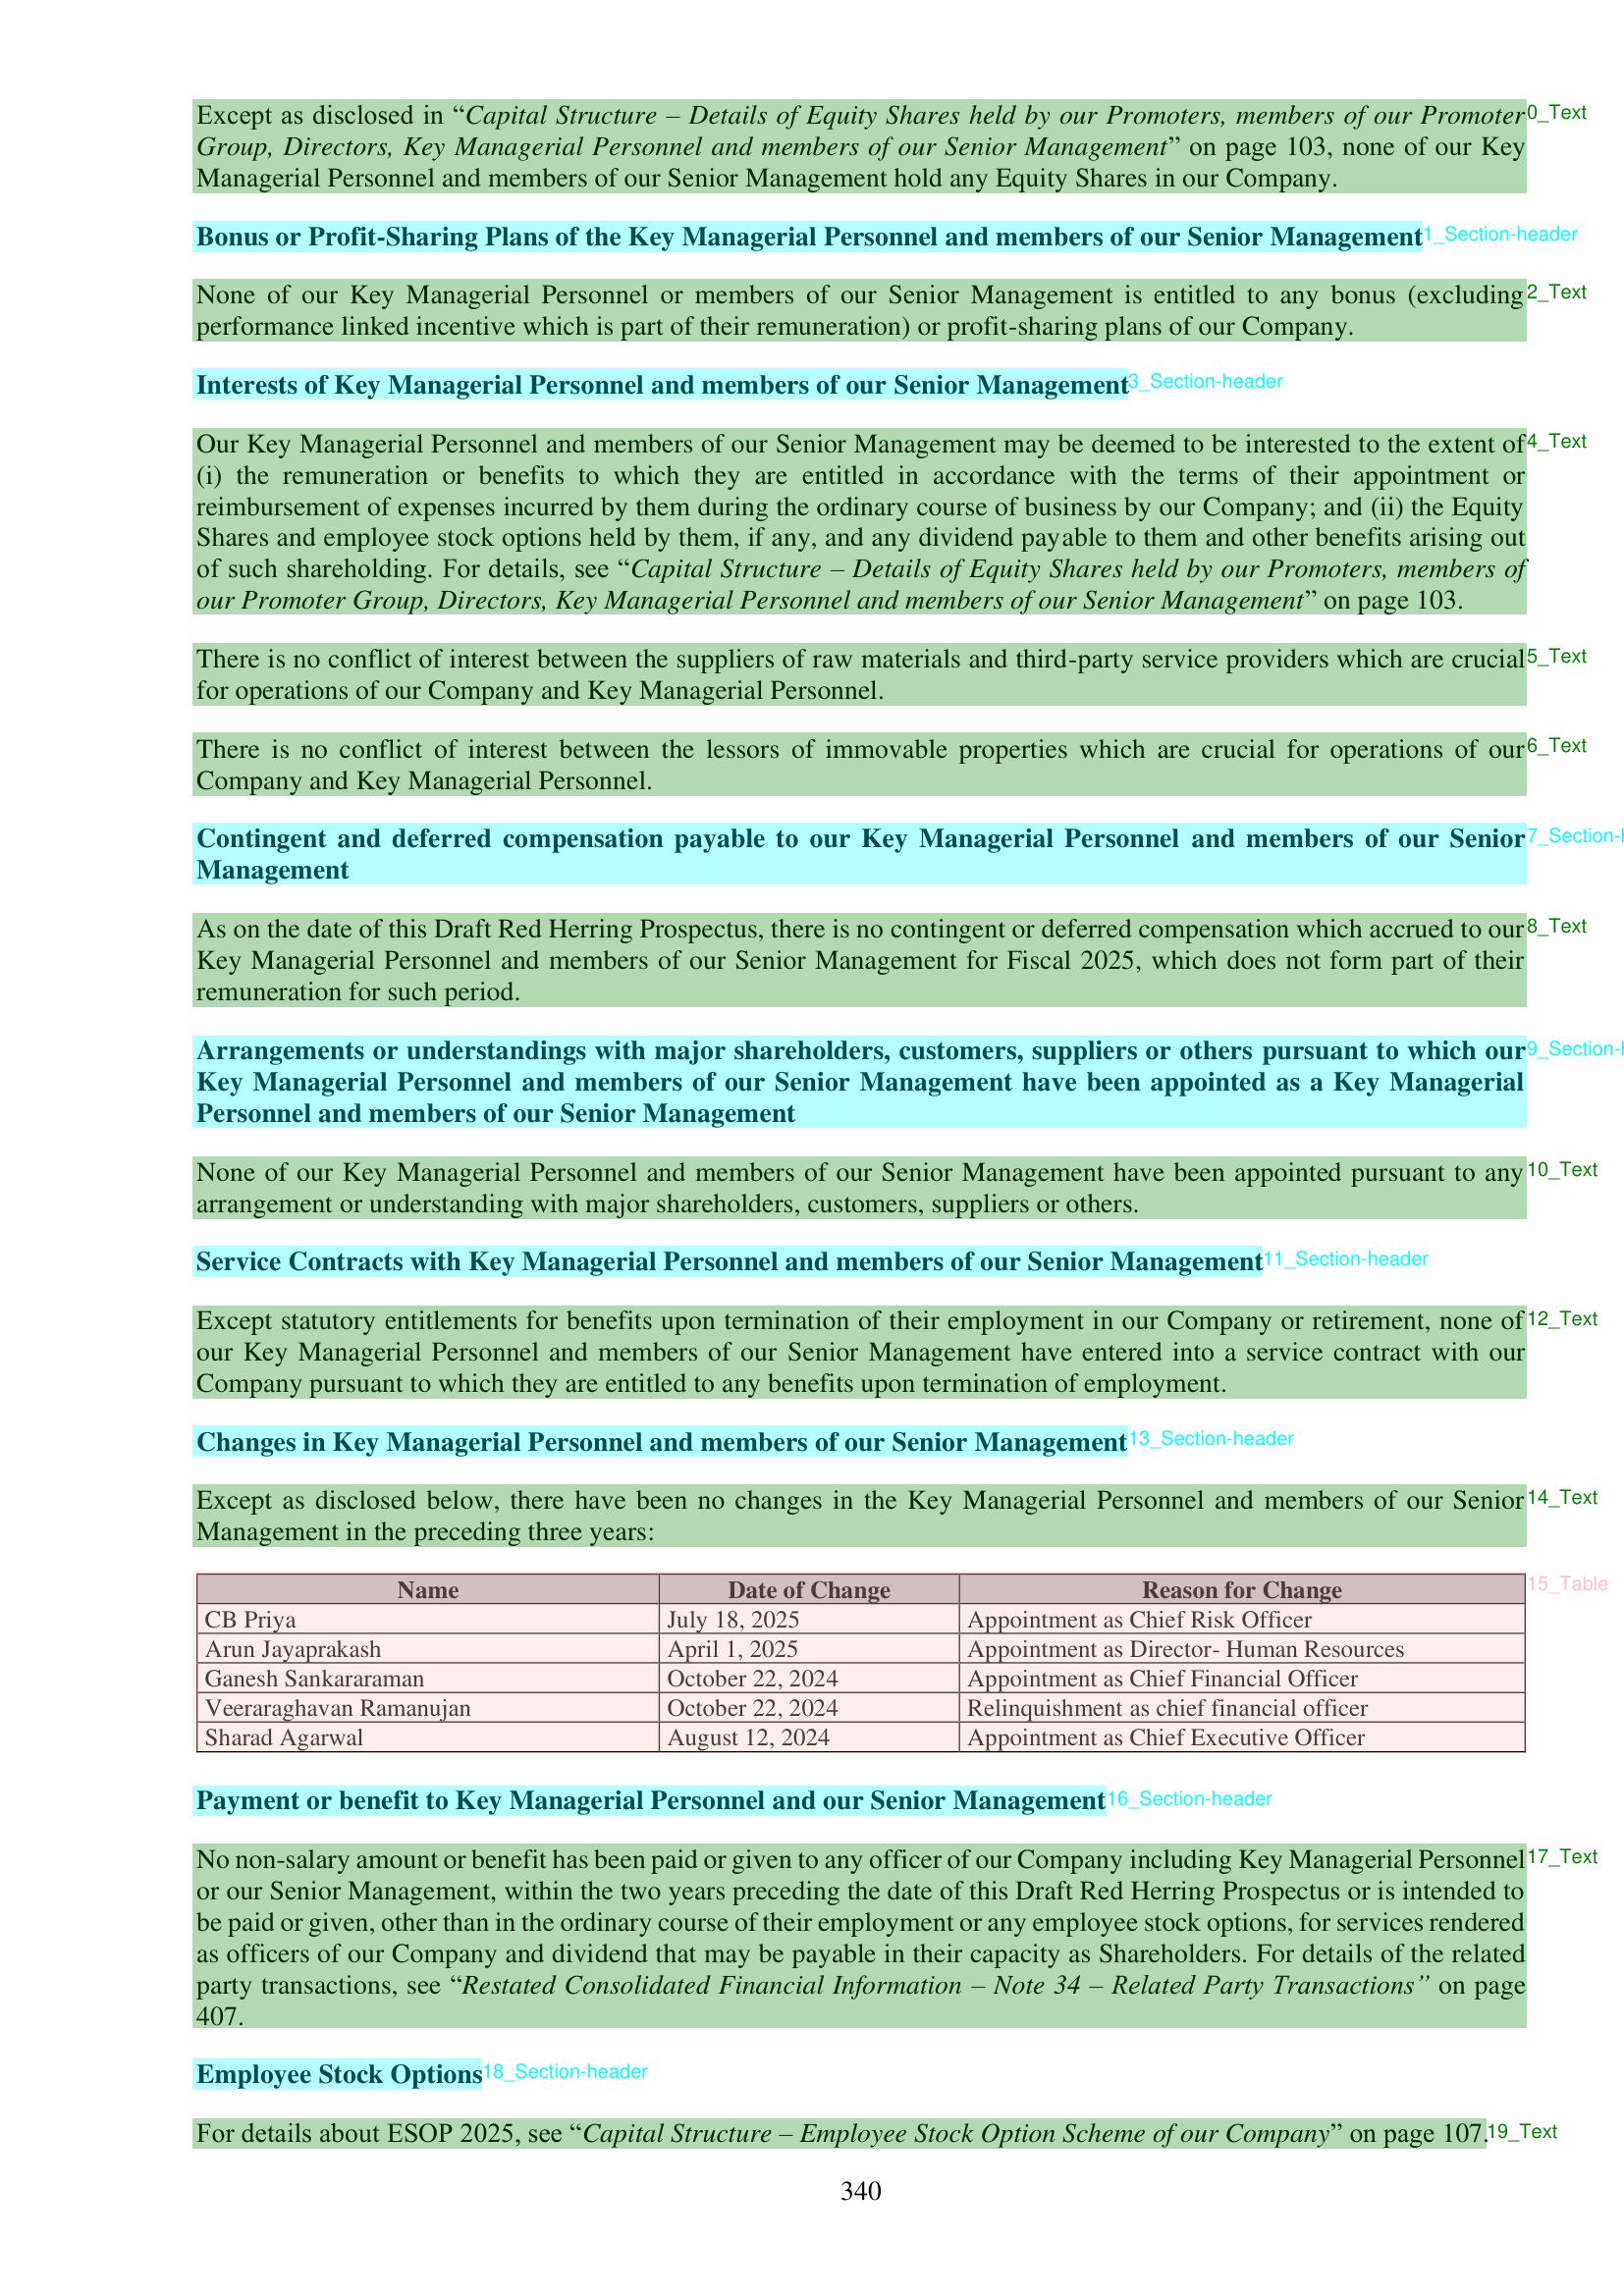 Except as disclosed in “Capital Structure – Details of Equity Shares held by our Promoters, members of our Promoter 0_Text
Group, Directors, Key Managerial Personnel and members of our Senior Management” on page 103, none of our Key
Managerial Personnel and members of our Senior Management hold any Equity Shares in our Company.
Bonus or Profit-Sharing Plans of the Key Managerial Personnel and members of our Senior Management 1_Section-header
None of our Key Managerial Personnel or members of our Senior Management is entitled to any bonus (excluding 2_Text
performance linked incentive which is part of their remuneration) or profit-sharing plans of our Company.
Interests of Key Managerial Personnel and members of our Senior Management 3_Section-header
Our Key Managerial Personnel and members of our Senior Management may be deemed to be interested to the extent of 4_Text
(i) the remuneration or benefits to which they are entitled in accordance with the terms of their appointment or
reimbursement of expenses incurred by them during the ordinary course of business by our Company; and (ii) the Equity
Shares and employee stock options held by them, if any, and any dividend payable to them and other benefits arising out
of such shareholding. For details, see “Capital Structure – Details of Equity Shares held by our Promoters, members of
our Promoter Group, Directors, Key Managerial Personnel and members of our Senior Management” on page 103.
There is no conflict of interest between the suppliers of raw materials and third-party service providers which are crucial 5_Text
for operations of our Company and Key Managerial Personnel.
There is no conflict of interest between the lessors of immovable properties which are crucial for operations of our 6_Text
Company and Key Managerial Personnel.
Contingent and deferred compensation payable to our Key Managerial Personnel and members of our Senior 7_Section-
Management
As on the date of this Draft Red Herring Prospectus, there is no contingent or deferred compensation which accrued to our 8_Text
Key Managerial Personnel and members of our Senior Management for Fiscal 2025, which does not form part of their
remuneration for such period.
Arrangements or understandings with major shareholders, customers, suppliers or others pursuant to which our 9_Section-
Key Managerial Personnel and members of our Senior Management have been appointed as a Key Managerial
Personnel and members of our Senior Management
None of our Key Managerial Personnel and members of our Senior Management have been appointed pursuant to any 10_Text
arrangement or understanding with major shareholders, customers, suppliers or others.
Service Contracts with Key Managerial Personnel and members of our Senior Management 11_Section-header
Except statutory entitlements for benefits upon termination of their employment in our Company or retirement, none of 12_Text
our Key Managerial Personnel and members of our Senior Management have entered into a service contract with our
Company pursuant to which they are entitled to any benefits upon termination of employment.
Changes in Key Managerial Personnel and members of our Senior Management 13_Section-header
Except as disclosed below, there have been no changes in the Key Managerial Personnel and members of our Senior 14_Text
Management in the preceding three years:
Name Date of Change Reason for Change 15_Table
CB Priya July 18, 2025 Appointment as Chief Risk Officer
Arun Jayaprakash April 1, 2025 Appointment as Director- Human Resources
Ganesh Sankararaman October 22, 2024 Appointment as Chief Financial Officer
Veeraraghavan Ramanujan October 22, 2024 Relinquishment as chief financial officer
Sharad Agarwal August 12, 2024 Appointment as Chief Executive Officer
Payment or benefit to Key Managerial Personnel and our Senior Management 16_Section-header
No non-salary amount or benefit has been paid or given to any officer of our Company including Key Managerial Personnel 17_Text
or our Senior Management, within the two years preceding the date of this Draft Red Herring Prospectus or is intended to
be paid or given, other than in the ordinary course of their employment or any employee stock options, for services rendered
as officers of our Company and dividend that may be payable in their capacity as Shareholders. For details of the related
party transactions, see “Restated Consolidated Financial Information – Note 34 – Related Party Transactions” on page
407.
Employee Stock Options 18_Section-header
For details about ESOP 2025, see “Capital Structure – Employee Stock Option Scheme of our Company” on page 107. 19_Text
340